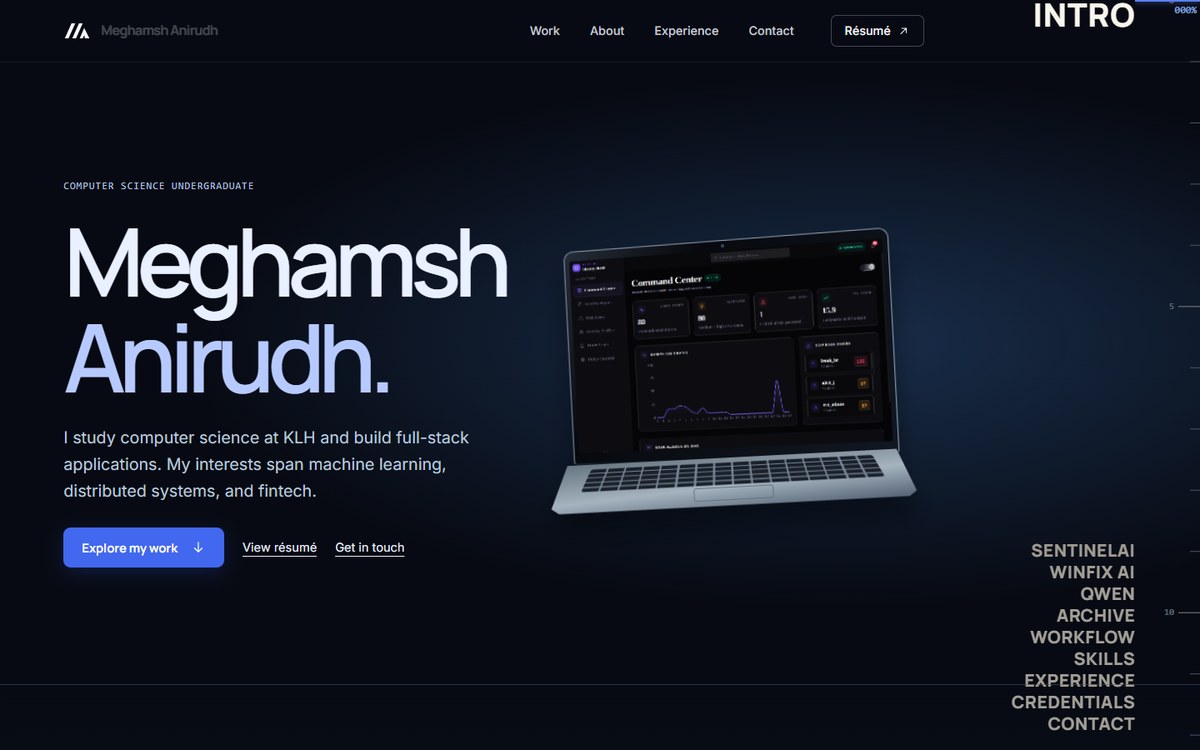 Meghamsh Anirudh
Work
About
Experience
Contact
Résumé
INTRO
000%
COMPUTER SCIENCE UNDERGRADUATE
Meghamsh
Anirudh.
Command Center
5
I study computer science at KLH and build full-stack
applications. My interests span machine learning,
distributed systems, and fintech.
Explore my work
View résumé
Get in touch
SENTINELAI
WINFIX AI
QWEN
ARCHIVE
10
WORKFLOW
SKILLS
EXPERIENCE
CREDENTIALS
CONTACT